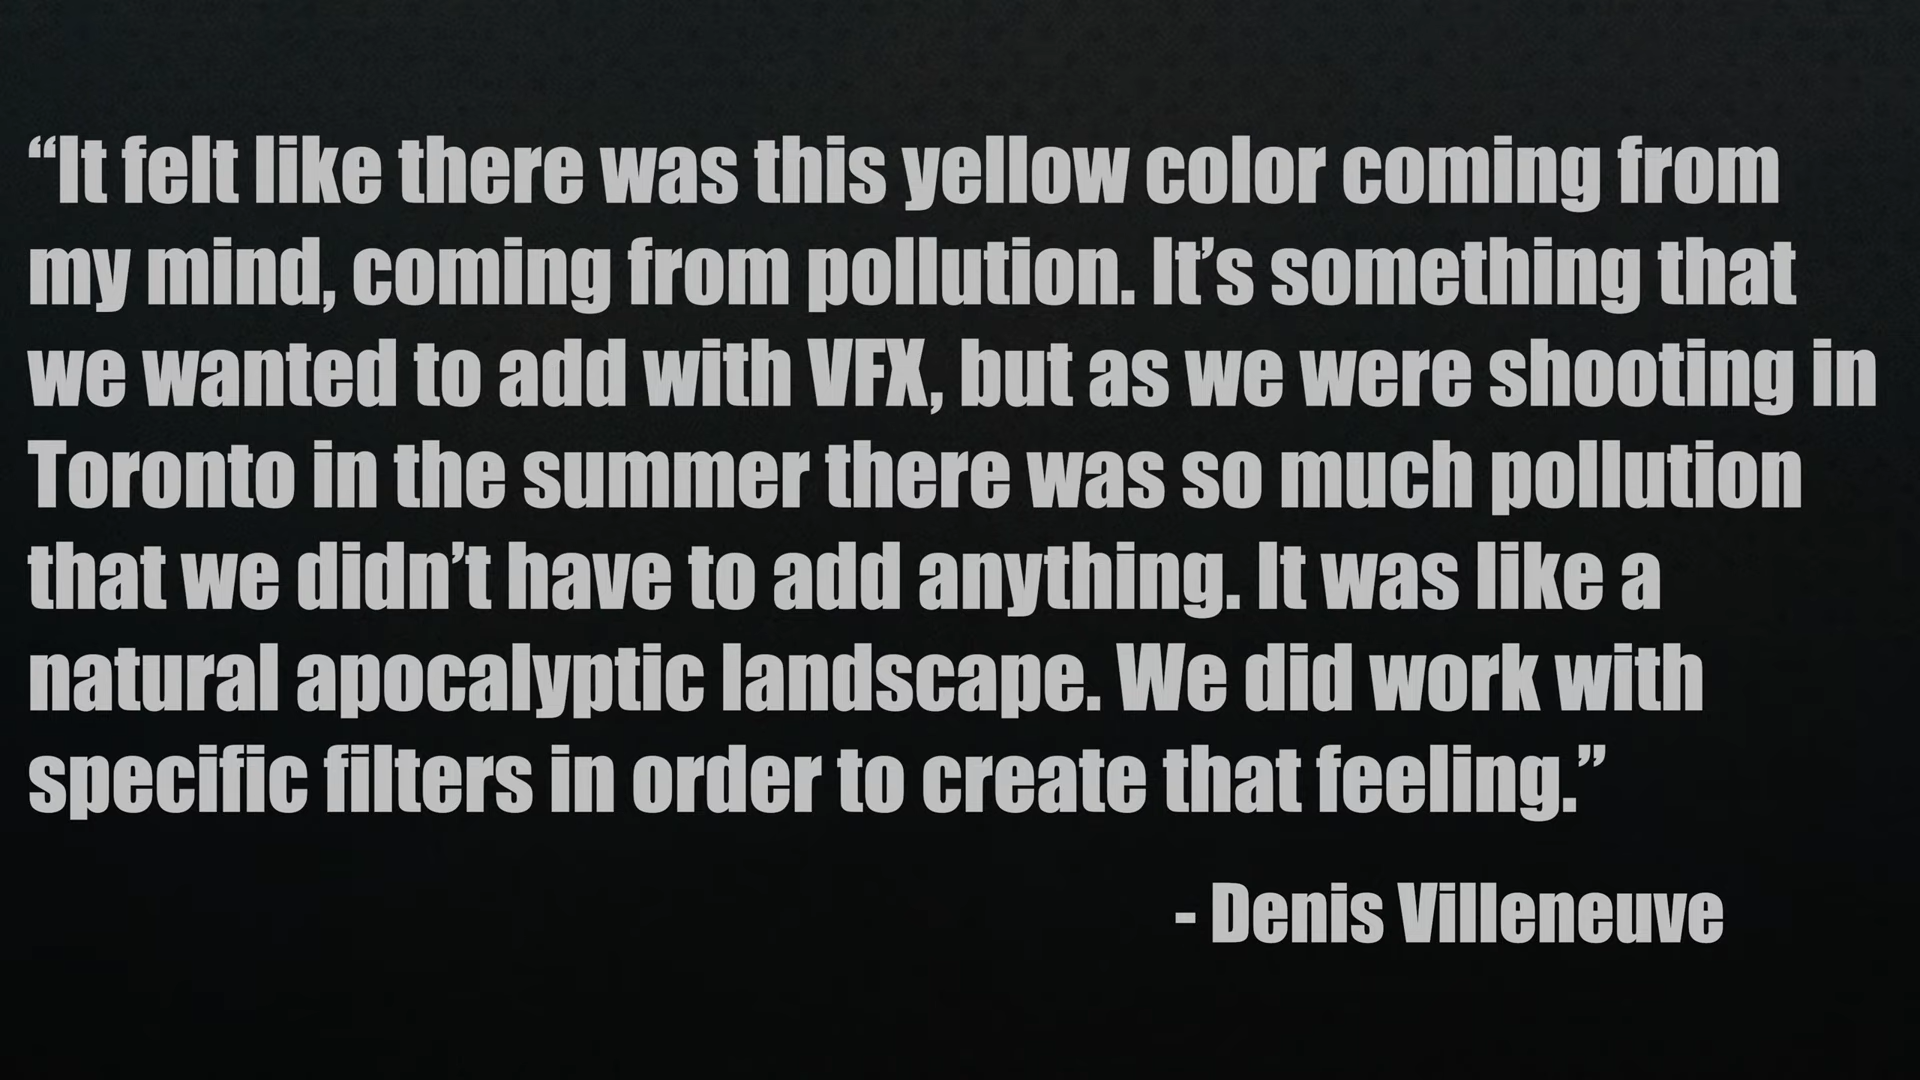 “It felt like there was this yellow color coming from
my mind, coming from pollution. It’s something that
we wanted to add with VFX, but as we were shooting in
Toronto in the summer there was so much pollution
that we didn’t have to add anything. It was like a
natural apocalyptic landscape. We did work with
specific filters in order to create that feeling.”
- Denis Villeneuve